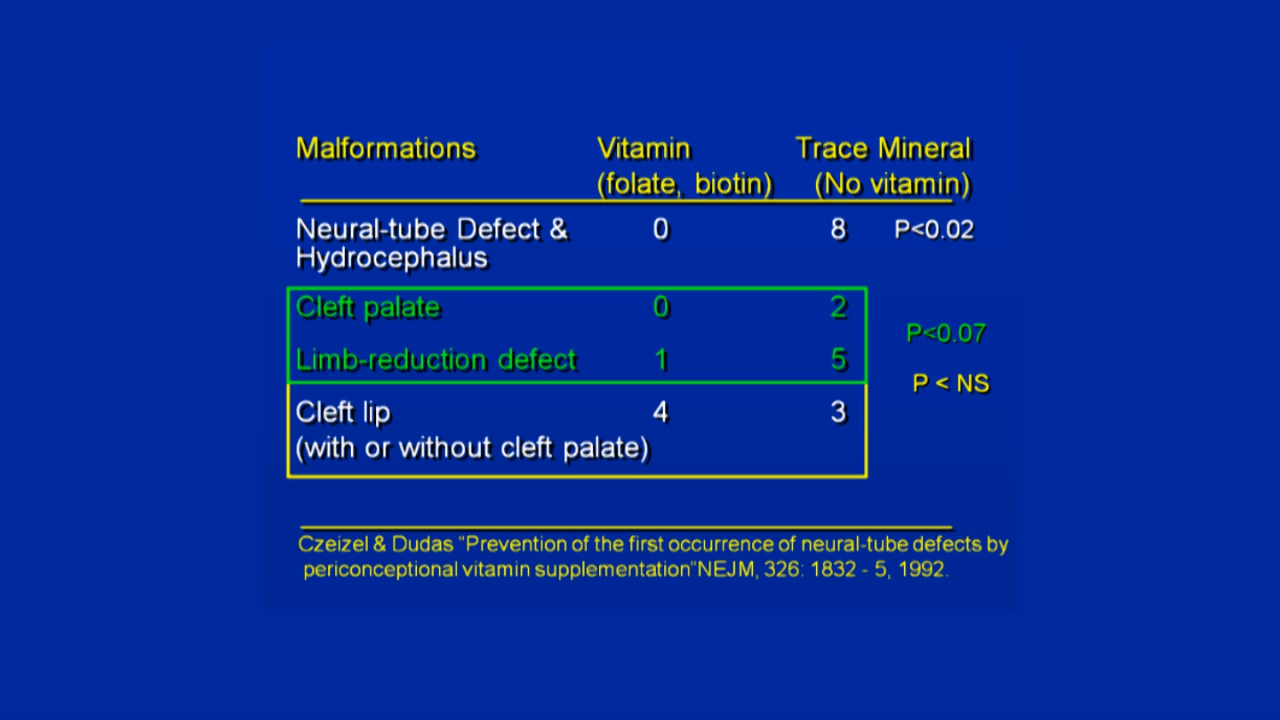 Malformations Vitamin Trace Mineral
(folate, biotin) (No vitamin)
Neural-tube Defect & 0 8 P<0.02
Hydrocephalus
Cleft palate 0 2
P<0.07
Limb-reduction defect 1 5
P < NS
Cleft lip 4 3
(with or without cleft palate)
Czeizel & Dudas "Prevention of the first occurrence of neural-tube defects by
periconceptional vitamin supplementation"NEJM, 326: 1832 - 5, 1992.